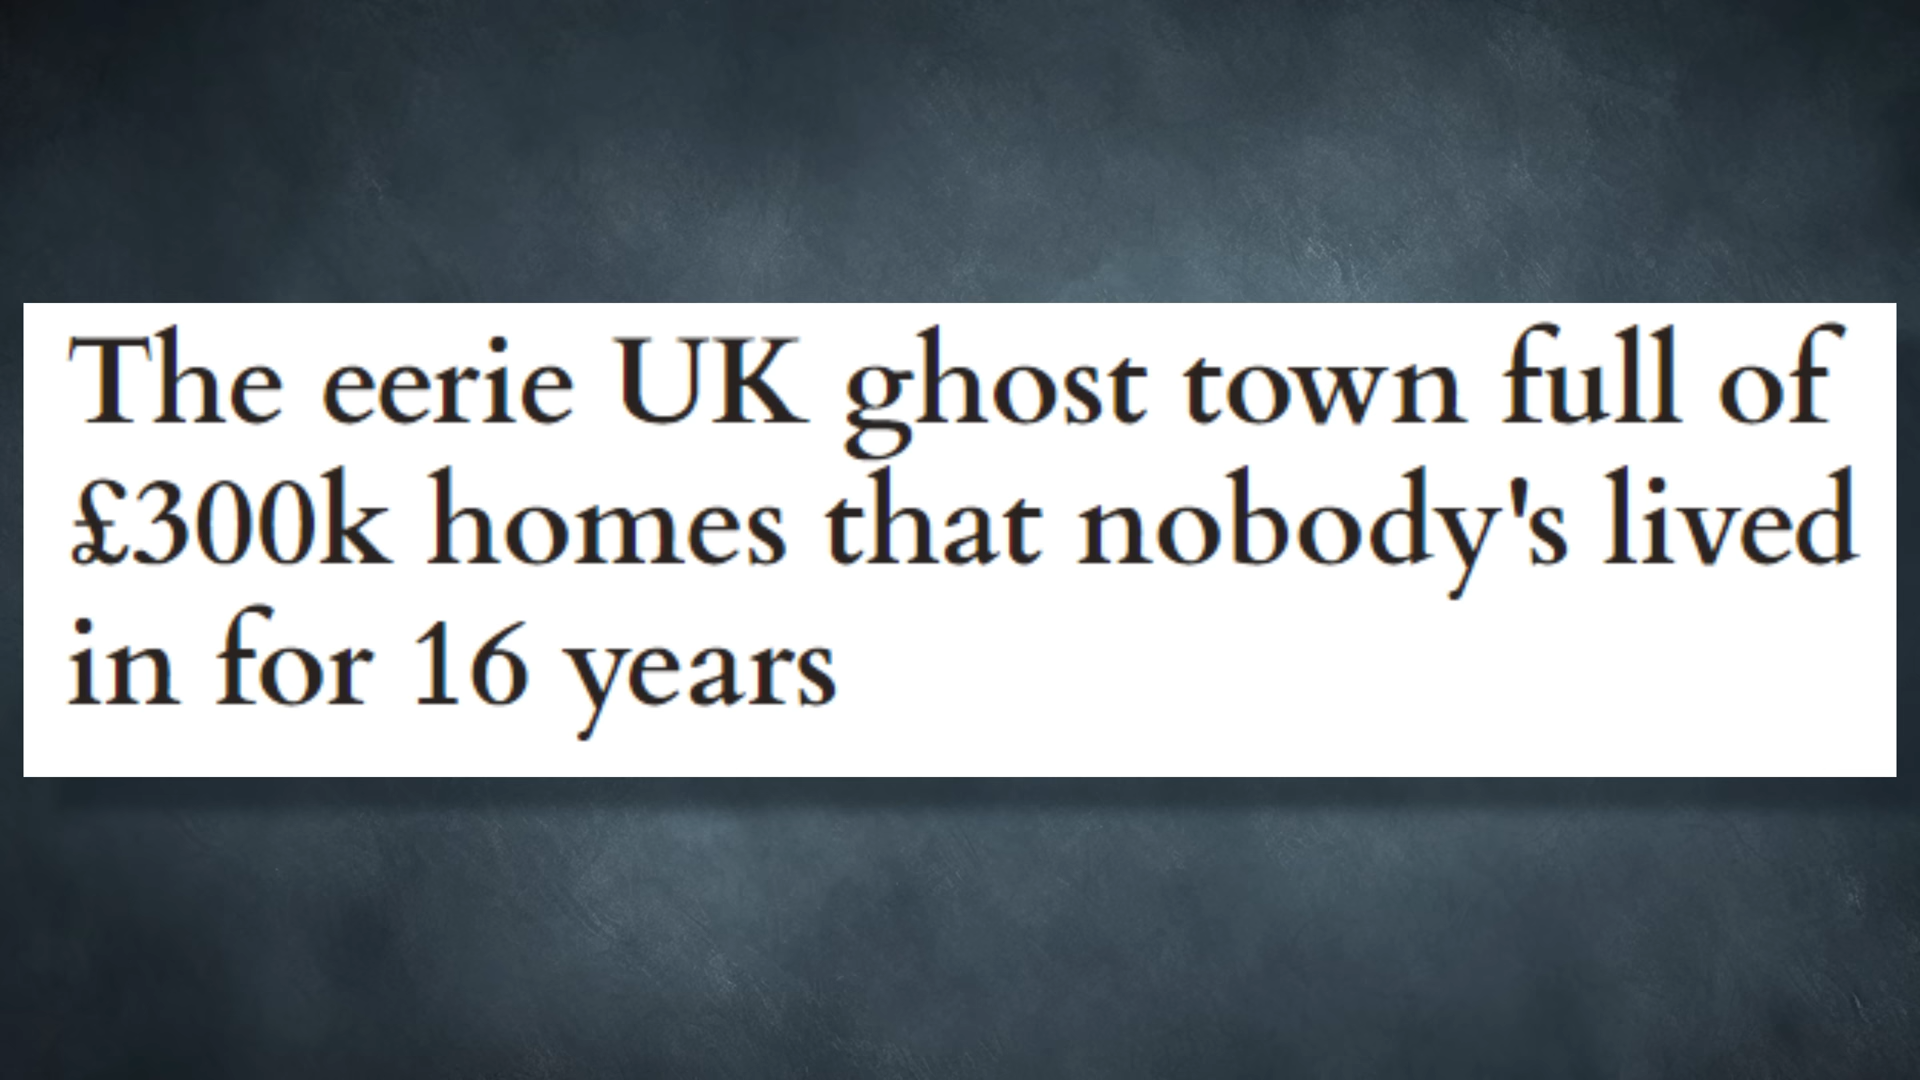 The eerie UK ghost town full of
£300k homes that nobody's lived
in for 16 years